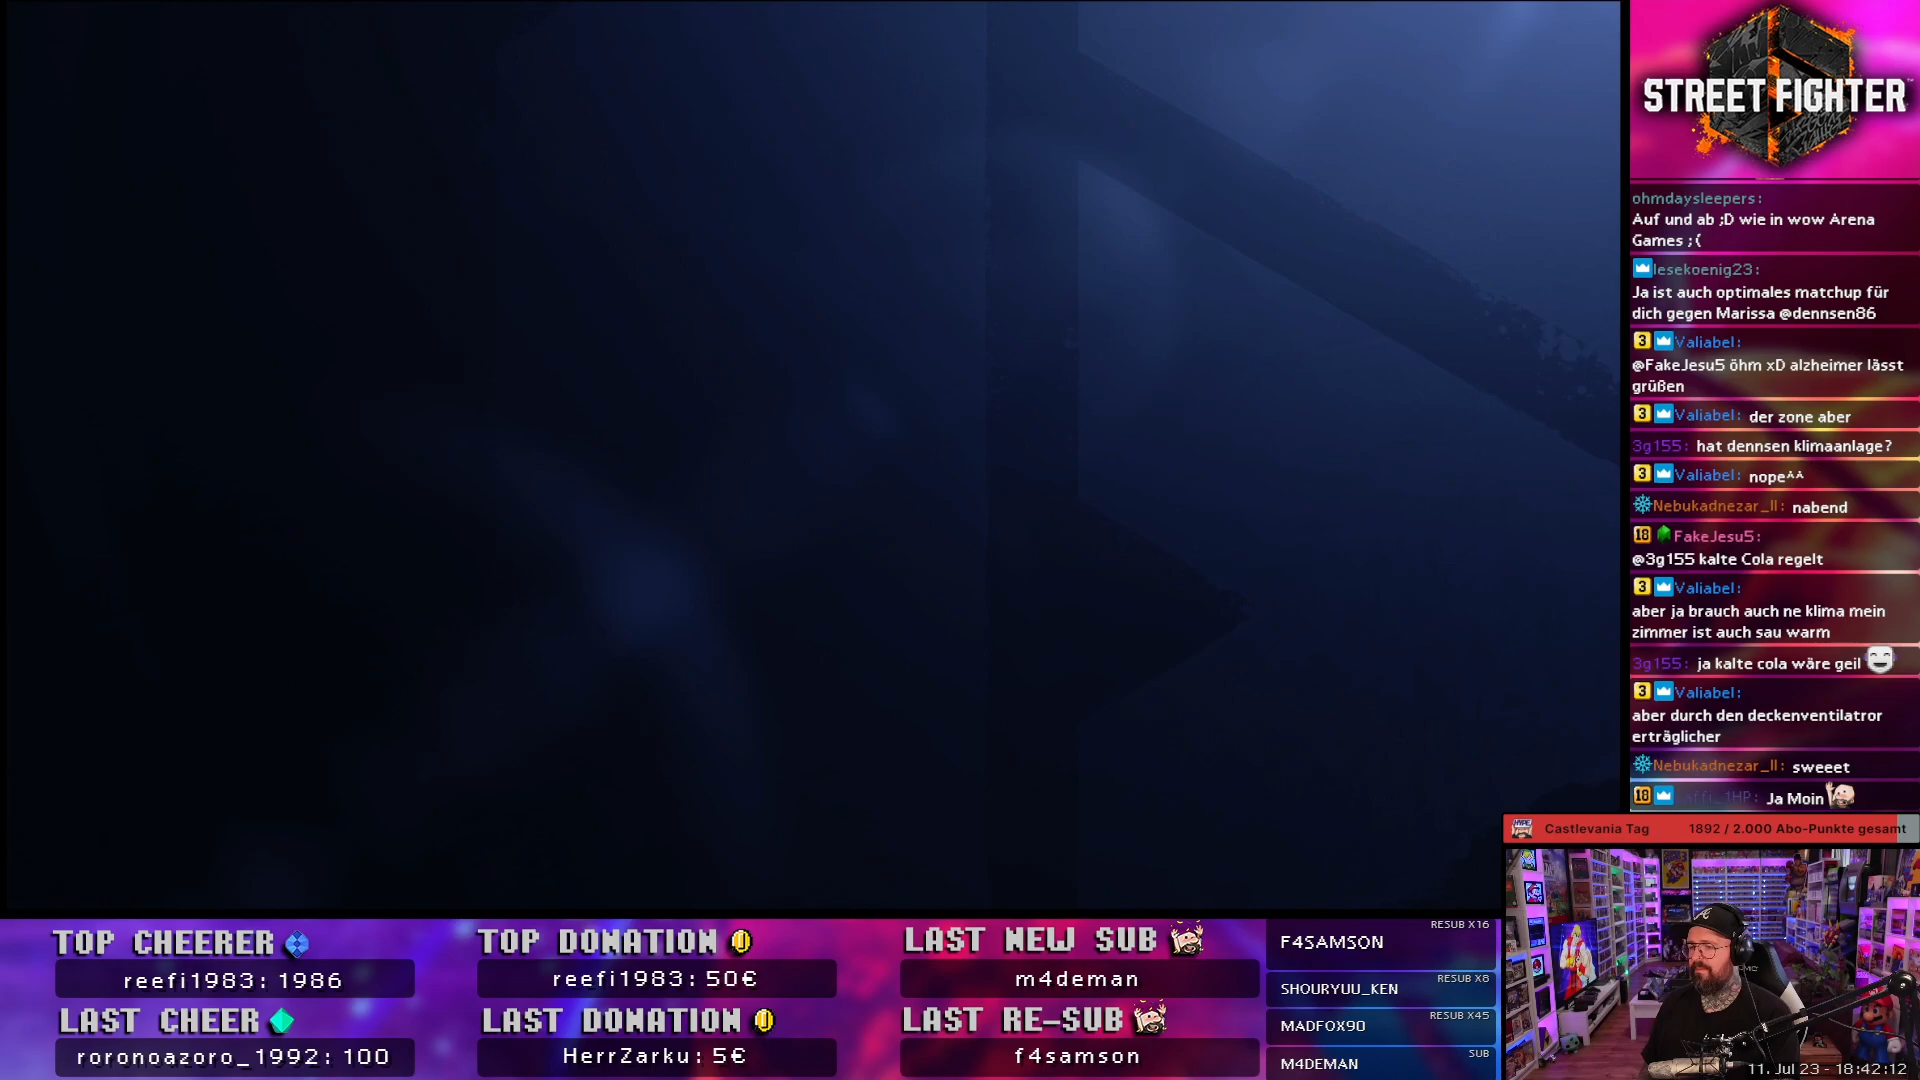 STREET FIGHTER
ohmdaysleepers:
Auf und ab ;D wie in wow Arena
Games ;(
lesekoenig23:
Ja ist auch optimales matchup für
dich gegen Marissa @dennsen86
3 Valiabel:
@FakeJesu5 öhm xD alzheimer lässt
grüßen
3 Valiabel: der zone aber
3g155: hat dennsen klimaanlage?
3 Valiabel: nope^^
Nebukadnezar_II: nabend
18 FakeJesu5:
@3g155 kalte Cola regelt
3 Valiabel:
aber ja brauch auch ne klima mein
zimmer ist auch sau warm
3g155: ja kalte cola wäre geil
3 Valiabel:
aber durch den deckenventilatror
erträglicher
Nebukadnezar_II: sweeet
18 Ja Moin
Castlevania Tag 1892 / 2.000 Abo-Punkte gesamt
TOP CHEERER
reefi1983: 1986
LAST CHEER
roronoazoro_1992: 100
TOP DONATION
reefi1983: 50€
LAST DONATION
HerrZarku: 5€
LAST NEW SUB
m4deman
LAST RE-SUB
f4samson
RESUB X16
F4SAMSON
RESUB X8
SHOURYUU_KEN
RESUB X45
MADFOX90
SUB
M4DEMAN
11. Jul 23 - 18:42:12